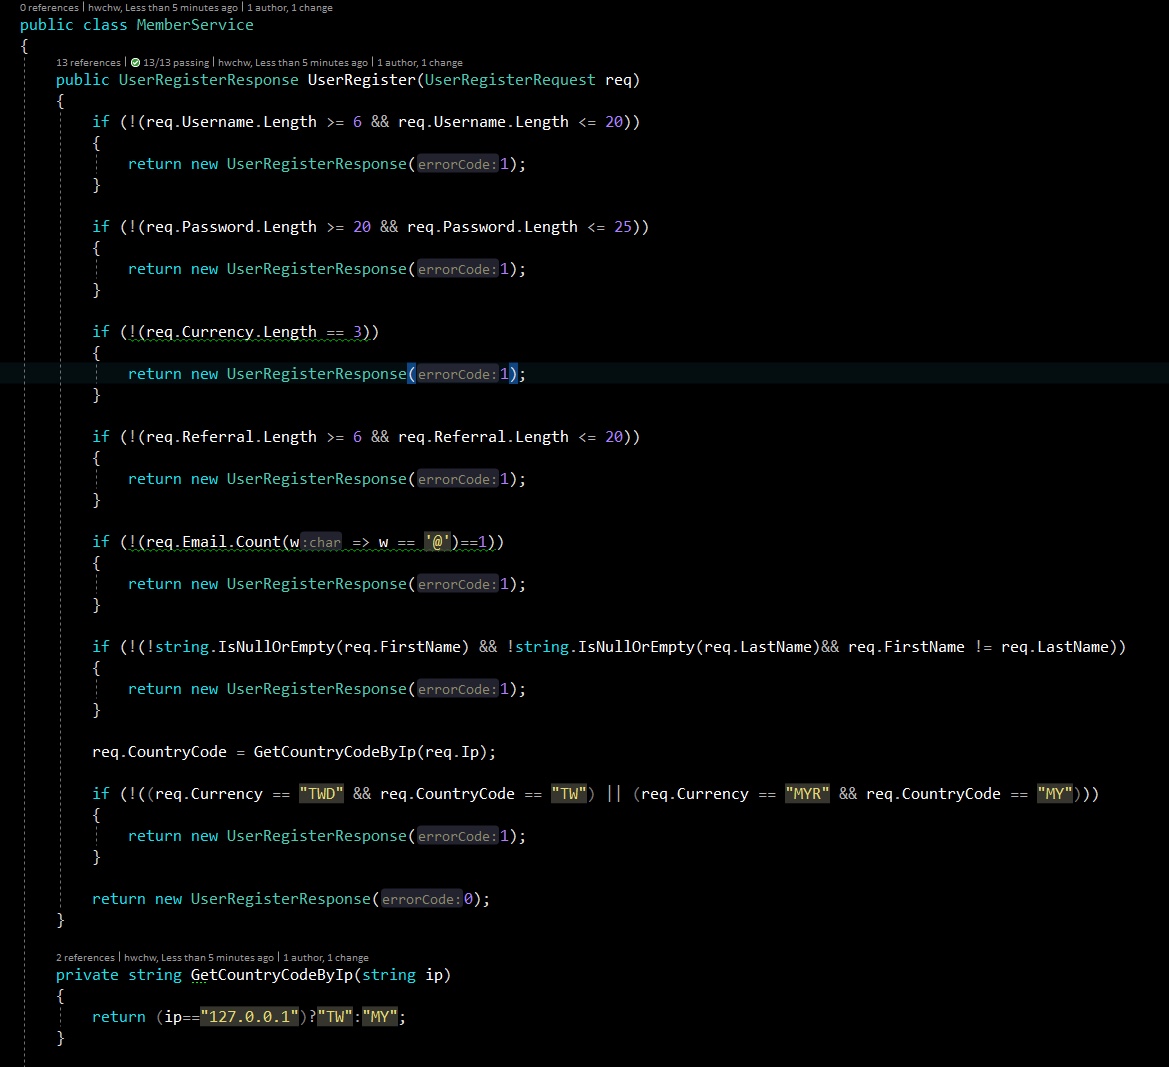 0 references | hwchw, Less than 5 minutes ago | 1 author, 1 change
public class MemberService
{
13 references | 13/13 passing | hwchw, Less than 5 minutes ago | 1 author, 1 change
public UserRegisterResponse UserRegister(UserRegisterRequest req)
{
if (!(req.Username.Length >= 6 && req.Username.Length <= 20))
{
return new UserRegisterResponse(errorCode:1);
}
if (!(req.Password.Length >= 20 && req.Password.Length <= 25))
{
return new UserRegisterResponse(errorCode:1);
}
if (!(req.Currency.Length == 3))
{
return new UserRegisterResponse(errorCode:1);
}
if (!(req.Referral.Length >= 6 && req.Referral.Length <= 20))
{
return new UserRegisterResponse(errorCode:1);
}
if (!(req.Email.Count(w:char => w == '@')==1))
{
return new UserRegisterResponse(errorCode:1);
}
if (!(!string.IsNullOrEmpty(req.FirstName) && !string.IsNullOrEmpty(req.LastName)&& req.FirstName != req.LastName))
{
return new UserRegisterResponse(errorCode:1);
}
req.CountryCode = GetCountryCodeByIp(req.Ip);
if (!((req.Currency == "TWD" && req.CountryCode == "TW") || (req.Currency == "MYR" && req.CountryCode == "MY")))
{
return new UserRegisterResponse(errorCode:1);
}
return new UserRegisterResponse(errorCode:0);
}
2 references | hwchw, Less than 5 minutes ago | 1 author, 1 change
private string GetCountryCodeByIp(string ip)
{
return (ip=="127.0.0.1")?"TW":"MY";
}